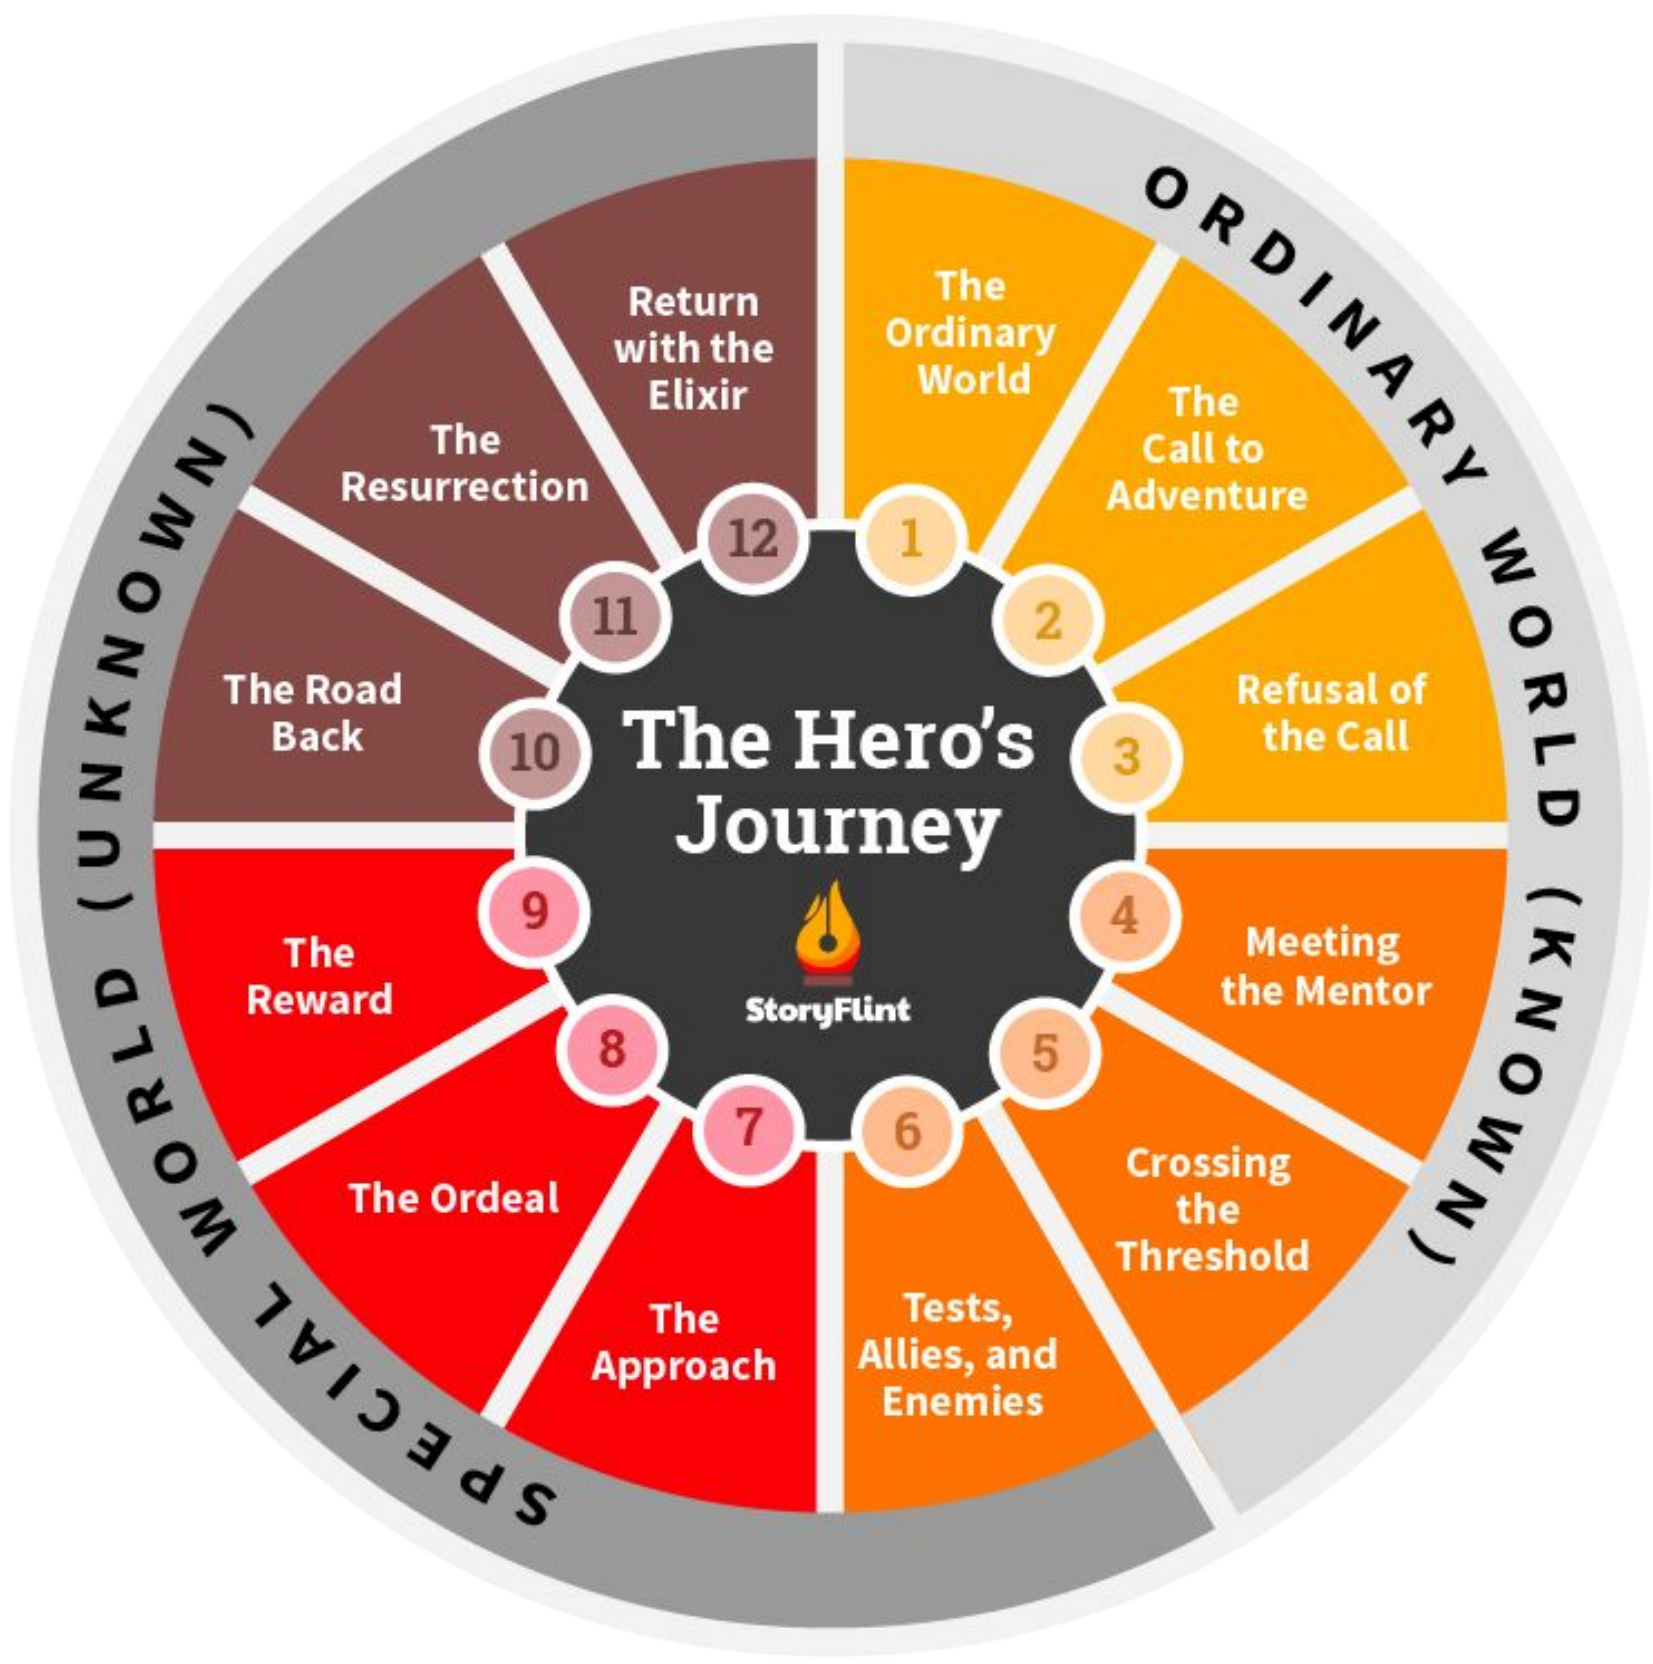 The Hero's
Journey
StoryFlint
ORDINARY WORLD (KNOWN)
SPECIAL WORLD (UNKNOWN)
1
The
Ordinary
World
2
The
Call to
Adventure
3
Refusal of
the Call
4
Meeting
the Mentor
5
Crossing
the
Threshold
6
Tests,
Allies, and
Enemies
7
The
Approach
8
The Ordeal
9
The
Reward
10
The Road
Back
11
The
Resurrection
12
Return
with the
Elixir